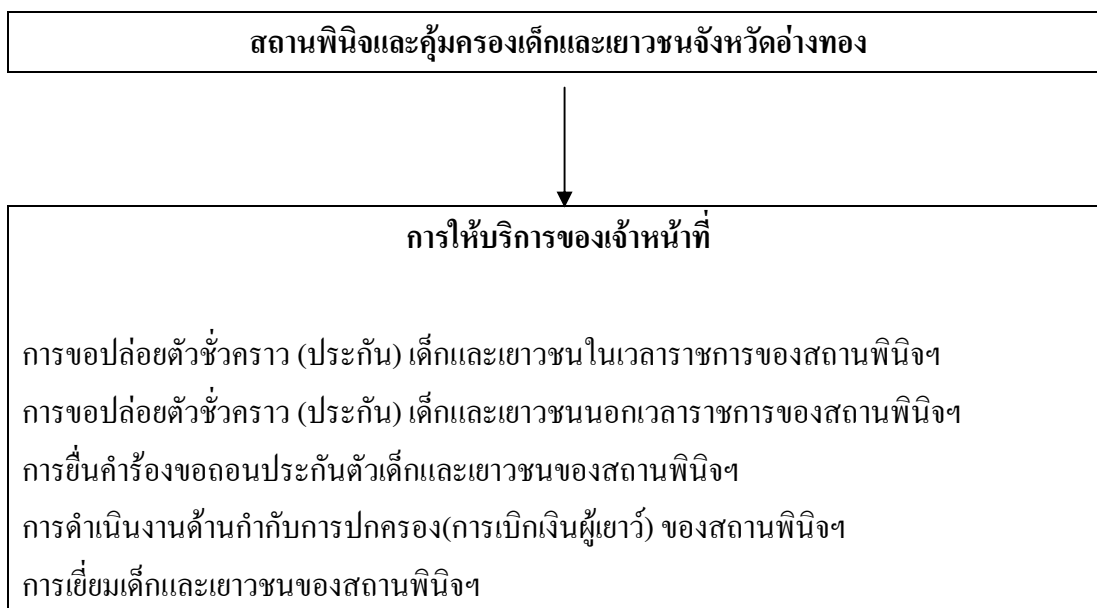 สถานพินิจและคุ้มครองเด็กและเยาวชนจังหวัดอ่างทอง
การให้บริการของเจ้าหน้าที่
การขอปล่อยตัวชั่วคราว (ประกัน) เด็กและเยาวชนในเวลาราชการของสถานพินิจฯ
การขอปล่อยตัวชั่วคราว (ประกัน) เด็กและเยาวชนนอกเวลาราชการของสถานพินิจฯ
การยื่นคำร้องขอถอนประกันตัวเด็กและเยาวชนของสถานพินิจฯ
การดำเนินงานด้านกำกับการปกครอง(การเบิกเงินผู้เยาว์) ของสถานพินิจฯ
การเยี่ยมเด็กและเยาวชนของสถานพินิจฯ